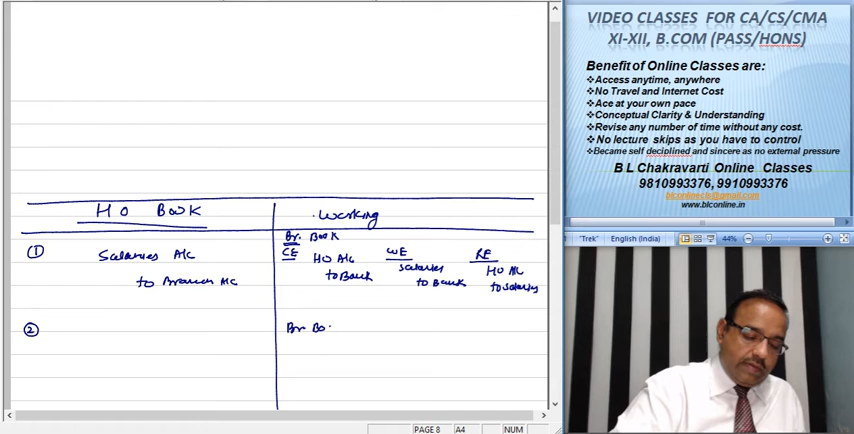 VIDEO CLASSES FOR CA/CS/CMA
XI-XII, B.COM (PASS/HONS)
Benefit of Online Classes are:
❖Access anytime, anywhere
❖No Travel and Internet Cost
❖Ace at your own pace
❖Conceptual Clarity & Understanding
❖Revise any number of time without any cost.
❖No lecture skips as you have to control
❖Became self deciplined and sincere as no external pressure
B L Chakravarti Online Classes
9810993376, 9910993376
www.blconline.in
"Trek"
English (India)
44%
HO BOOK
Working
(1)
Salaries A/C
to Branch A/C
Br. Book
CE
HO A/C
to Bank
WE
Salaries
to Bank
RE
HO A/C
to Salaries
(2)
Br Bo
PAGE 8
A4
NUM